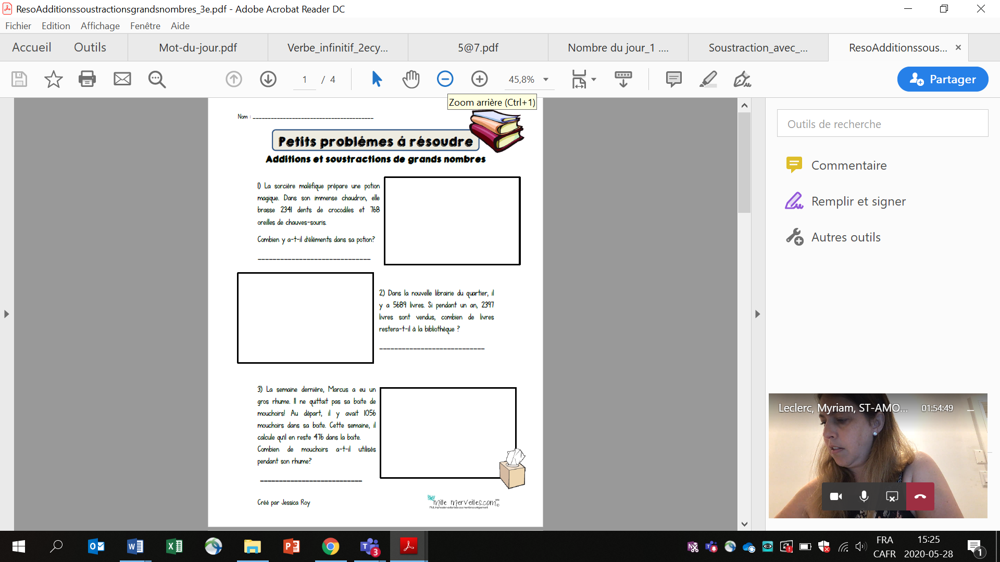 ResoAdditionssoustractionsgrandsnombres_3e.pdf - Adobe Acrobat Reader DC
Fichier Edition Affichage Fenêtre Aide
Accueil Outils Mot-du-jour.pdf Verbe_infinitif_2ecy... 5@7.pdf Nombre du jour_1 .... Soustraction_avec_... ResoAdditionssous... ×
1 / 4 45,8% Partager
Zoom arrière (Ctrl+1)
Outils de recherche
Commentaire
Remplir et signer
Autres outils
Nom : ________________________________________
Petits problèmes à résoudre
Additions et soustractions de grands nombres
1) La sorcière maléfique prépare une potion
magique. Dans son immense chaudron, elle
brasse 2341 dents de crocodiles et 768
oreilles de chauves-souris.
Combien y a-t-il d'éléments dans sa potion?
______________________________
2) Dans la nouvelle librairie du quartier, il
y a 5689 livres. Si pendant un an, 2397
livres sont vendus, combien de livres
restera-t-il à la bibliothèque ?
____________________________
3) La semaine dernière, Marcus a eu un
gros rhume. Il ne quittait pas sa boite de
mouchoirs! Au départ, il y avait 1056
mouchoirs dans sa boite. Cette semaine, il
calcule qu'il en reste 476 dans la boite.
Combien de mouchoirs a-t-il utilisés
pendant son rhume?
___________________________
Créé par Jessica Roy
Mille Merveilles.com
Leclerc, Myriam, ST-AMO... 01:54:49
3
FRA
CAFR
15:25
2020-05-28
1